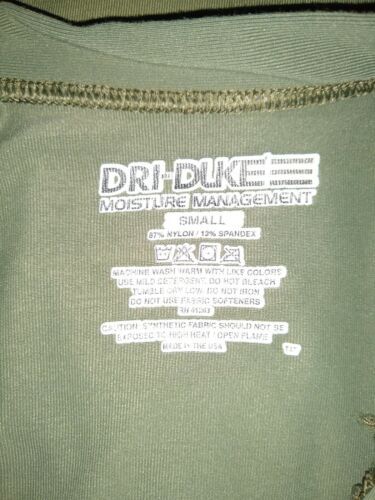 DRI-DUKE
MOISTURE MANAGEMENT
SMALL
87% NYLON / 13% SPANDEX
MACHINE WASH WARM WITH LIKE COLORS
USE MILD DETERGENT. DO NOT BLEACH
TUMBLE DRY LOW. DO NOT IRON
DO NOT USE FABRIC SOFTENERS
CAUTION: SYNTHETIC FABRIC SHOULD NOT BE
EXPOSED TO HIGH HEAT / OPEN FLAME
MADE IN THE USA